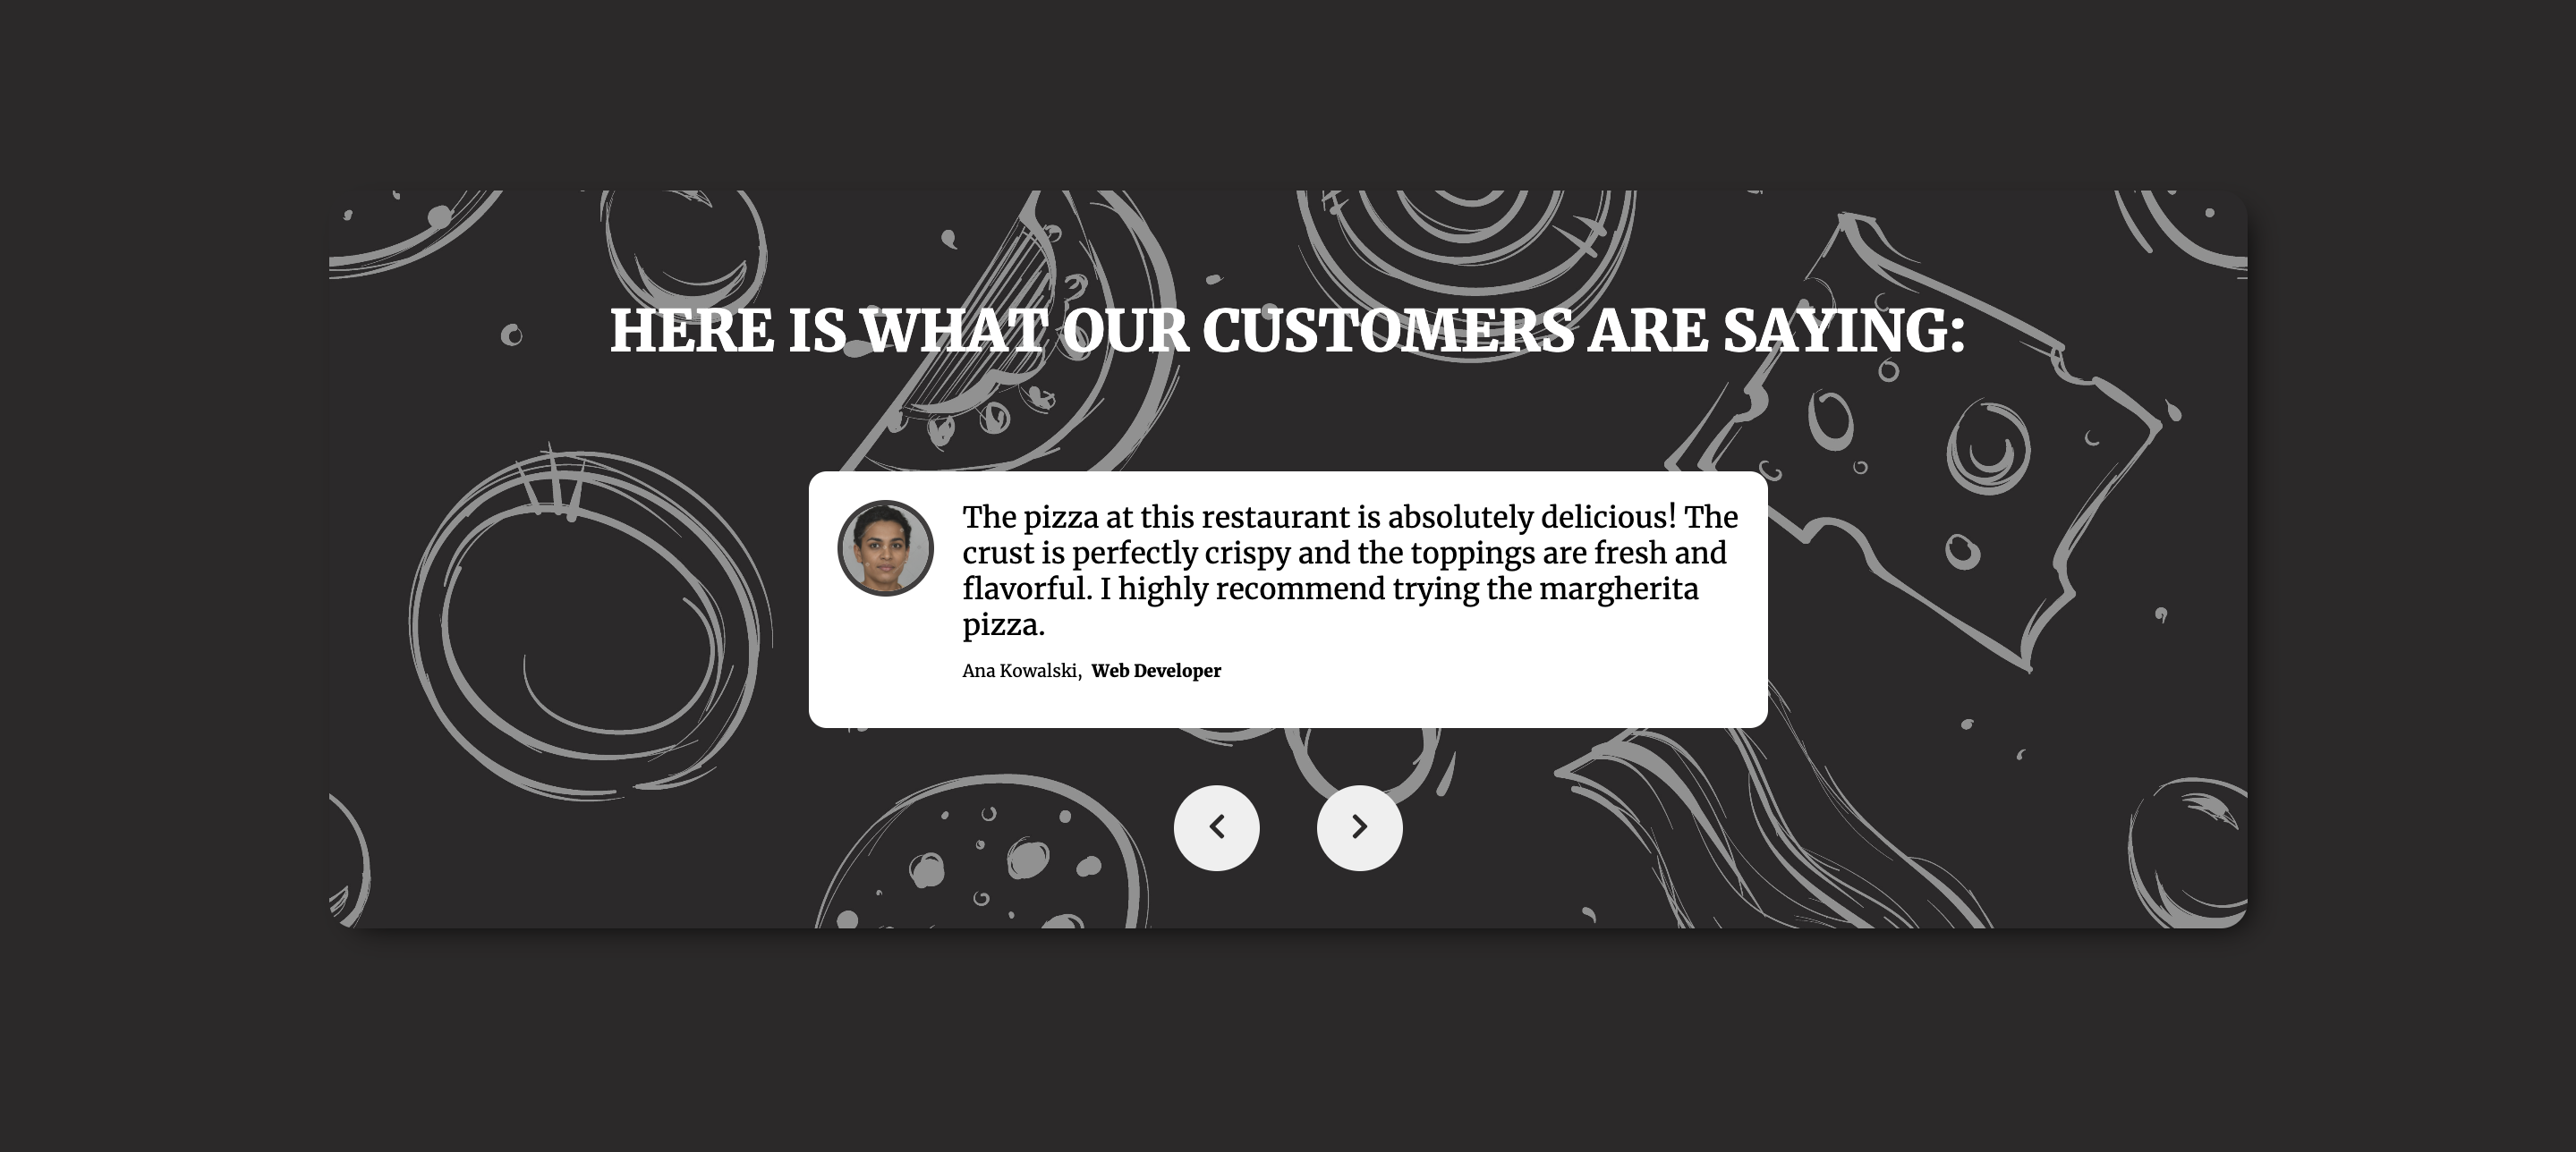 HERE IS WHAT OUR CUSTOMERS ARE SAYING:
The pizza at this restaurant is absolutely delicious! The
crust is perfectly crispy and the toppings are fresh and
flavorful. I highly recommend trying the margherita
pizza.
Ana Kowalski, Web Developer